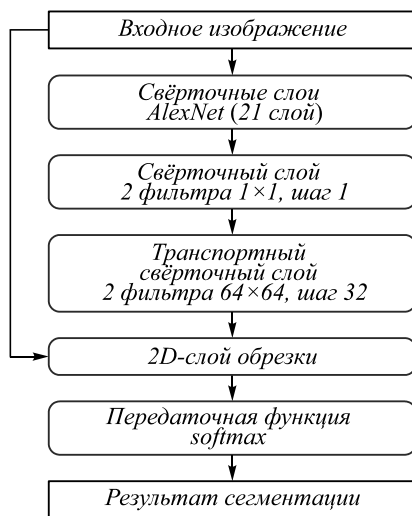 Входное изображение
Свёрточные слои
AlexNet (21 слой)
Свёрточный слой
2 фильтра 1×1, шаг 1
Транспортный
свёрточный слой
2 фильтра 64×64, шаг 32
2D-слой обрезки
Передаточная функция
softmax
Результат сегментации